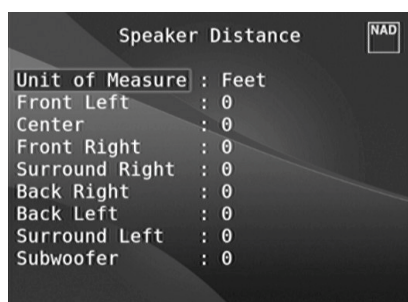 Speaker Distance
NAD
Unit of Measure : Feet
Front Left : 0
Center : 0
Front Right : 0
Surround Right : 0
Back Right : 0
Back Left : 0
Surround Left : 0
Subwoofer : 0